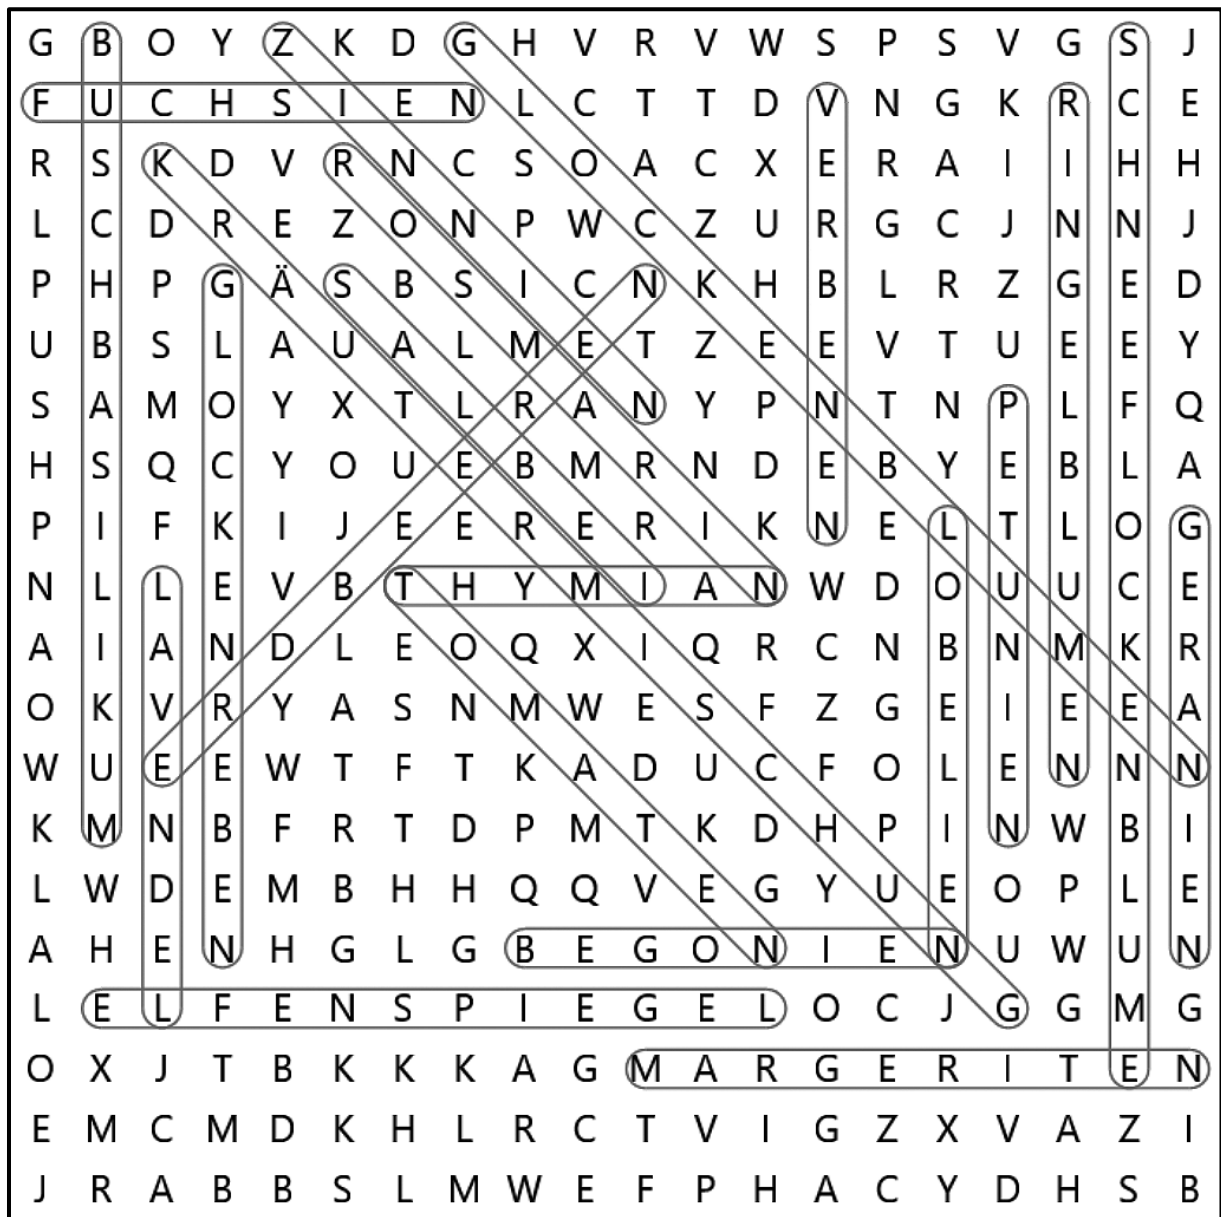 G B O Y Z K D G H V R V W S P S V G S J
F U C H S I E N L C T T D V N G K R C E
R S K D V R N C S O A C X E R A I I H H
L C D R E Z O N P W C Z U R G C J N N J
P H P G Ä S B S I C N K H B L R Z G E D
U B S L A U A L M E T Z E E V T U E E Y
S A M O Y X T L R A N Y P N T N P L F Q
H S Q C Y O U E B M R N D E B Y E B L A
P I F K I J E E R E R I K N E L T L O G
N L L E V B T H Y M I A N W D O U U C E
A I A N D L E O Q X I Q R C N B N M K R
O K V R Y A S N M W E S F Z G E I E E A
W U E E W T F T K A D U C F O L E N N N
K M N B F R T D P M T K D H P I N W B I
L W D E M B H H Q Q V E G Y U E O P L E
A H E N H G L G B E G O N I E N U W U N
L E L F E N S P I E G E L O C J G G M G
O X J T B K K K A G M A R G E R I T E N
E M C M D K H L R C T V I G Z X V A Z I
J R A B B S L M W E F P H A C Y D H S B